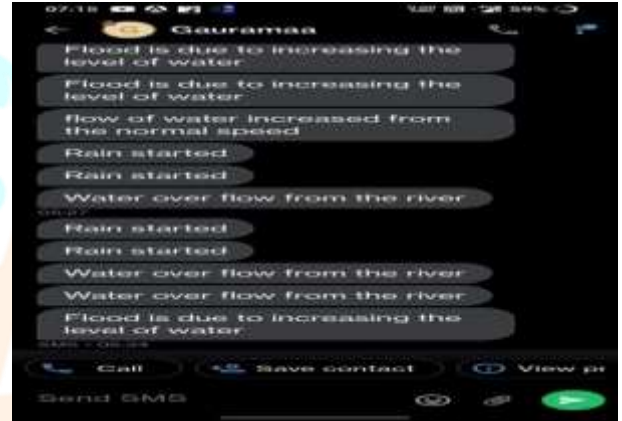 07:18
59%
Gauramaa
Flood is due to increasing the
level of water
Flood is due to increasing the
level of water
flow of water increased from
the normal speed
Rain started
Rain started
Water over flow from the river
Rain started
Rain started
Water over flow from the river
Water over flow from the river
Flood is due to increasing the
level of water
Call
Save contact
View pr
Send SMS